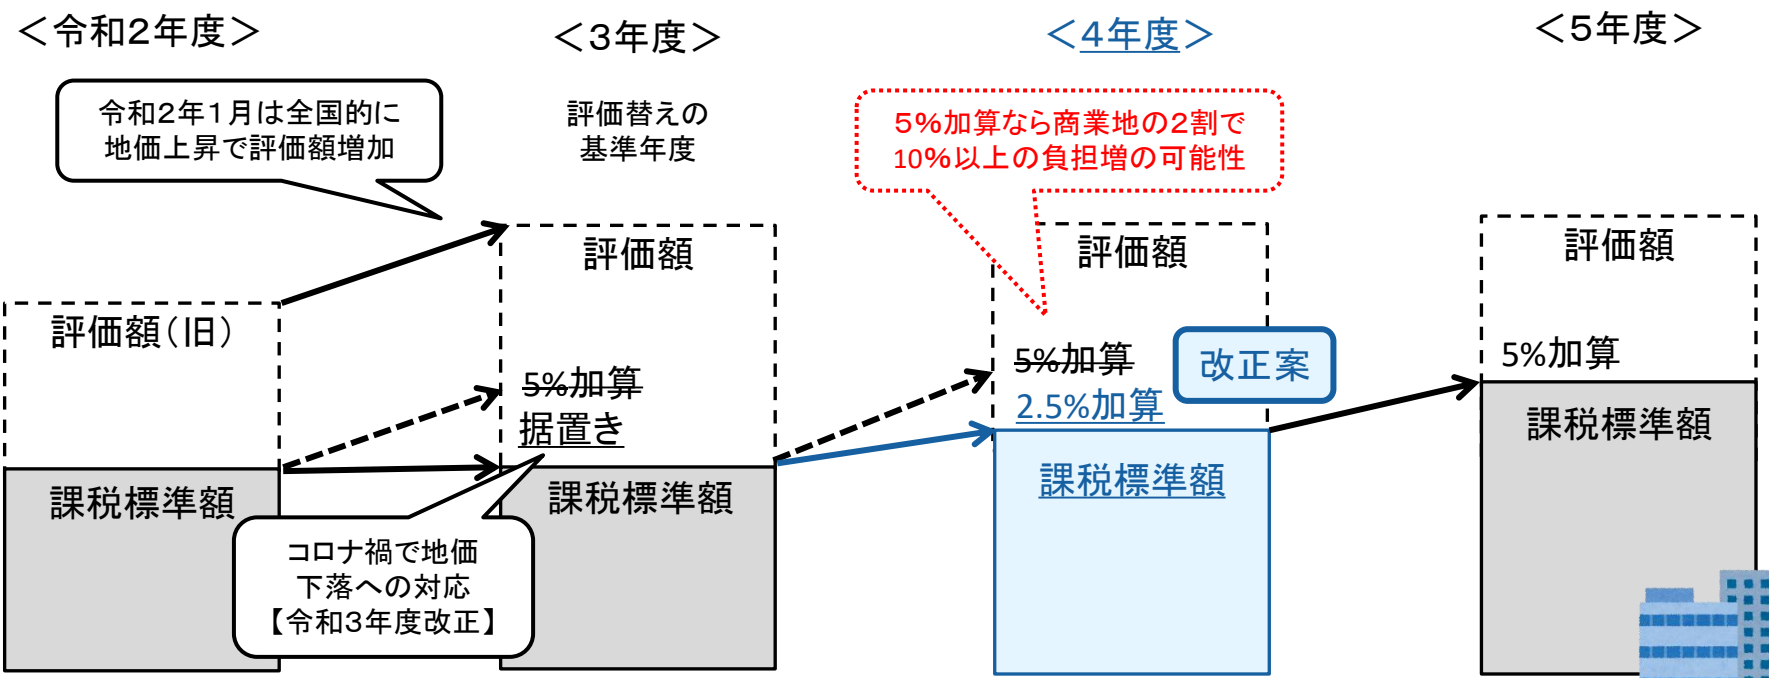 ＜令和２年度＞
令和２年１月は全国的に
地価上昇で評価額増加
評価額（旧）
課税標準額
＜３年度＞
評価替えの
基準年度
評価額
5%加算
据置き
課税標準額
コロナ禍で地価
下落への対応
【令和３年度改正】
＜４年度＞
５％加算なら商業地の２割で
10％以上の負担増の可能性
評価額
5%加算
2.5%加算
改正案
課税標準額
＜５年度＞
評価額
5%加算
課税標準額